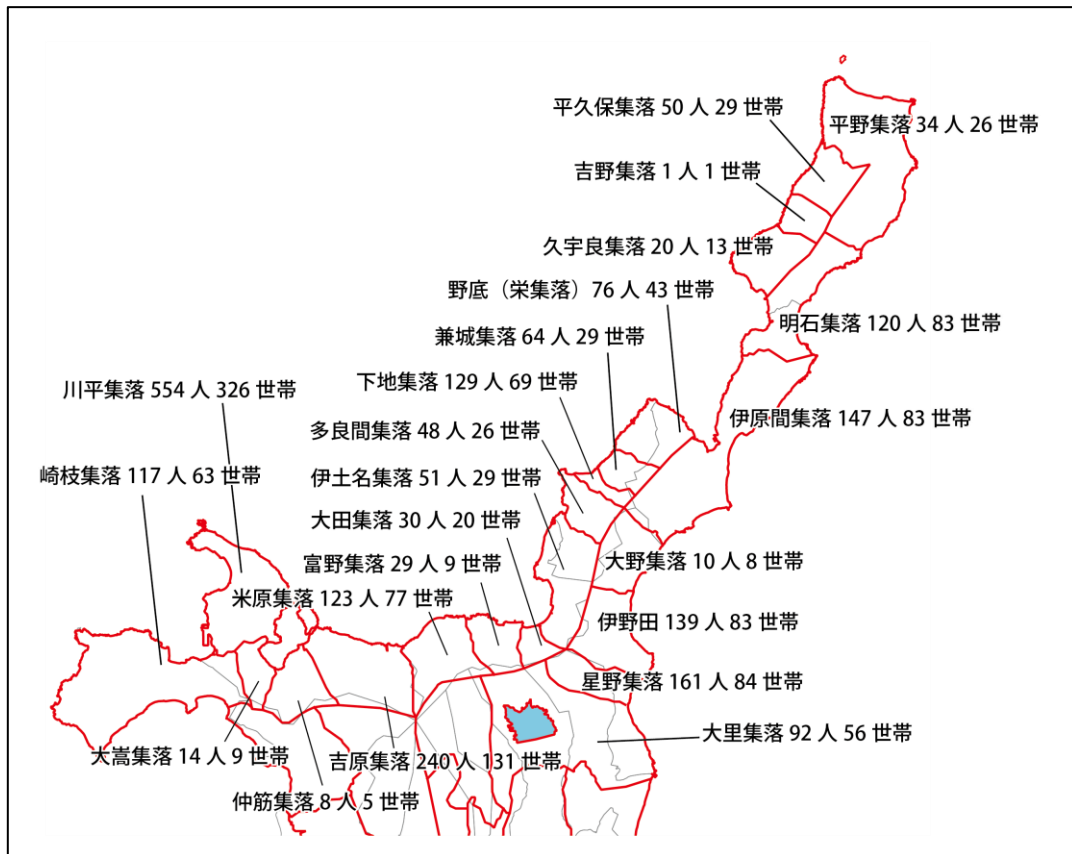 平久保集落 50 人 29 世帯
平野集落 34 人 26 世帯
吉野集落 1 人 1 世帯
久宇良集落 20 人 13 世帯
野底（栄集落）76 人 43 世帯
明石集落 120 人 83 世帯
兼城集落 64 人 29 世帯
下地集落 129 人 69 世帯
川平集落 554 人 326 世帯
伊原間集落 147 人 83 世帯
多良間集落 48 人 26 世帯
崎枝集落 117 人 63 世帯
伊土名集落 51 人 29 世帯
大田集落 30 人 20 世帯
富野集落 29 人 9 世帯
大野集落 10 人 8 世帯
米原集落 123 人 77 世帯
伊野田 139 人 83 世帯
星野集落 161 人 84 世帯
大里集落 92 人 56 世帯
大嵩集落 14 人 9 世帯
吉原集落 240 人 131 世帯
仲筋集落 8 人 5 世帯